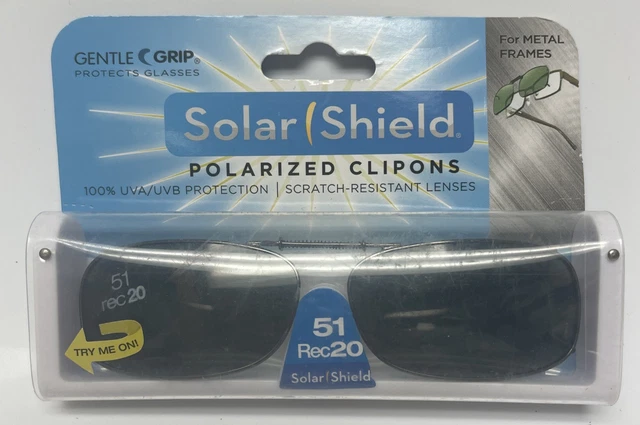 GENTLE GRIP®
PROTECTS GLASSES
For METAL
FRAMES
Solar Shield®
POLARIZED CLIPONS
100% UVA/UVB PROTECTION | SCRATCH-RESISTANT LENSES
51
rec20
TRY ME ON!
51
Rec20
Solar Shield